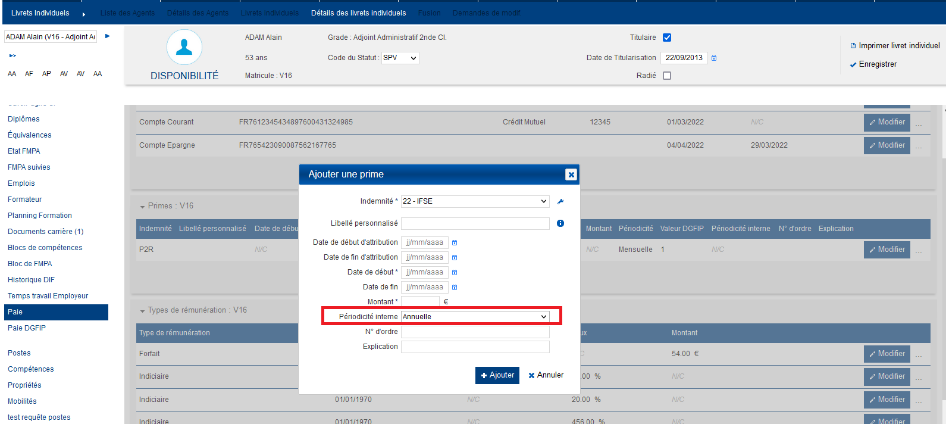 Livrets Individuels
Liste des Agents Détails des Agents Livrets individuels Détails des livrets individuels Fusion Demandes de modif.
ADAM Alain (V16 - Adjoint Ad
AA AF AP AV AV AA
DISPONIBILITÉ
ADAM Alain
53 ans
Matricule : V16
Grade : Adjoint Administratif 2nde Cl.
Code du Statut : SPV
Titulaire
Date de Titularisation 22/09/2013
Radié
Imprimer livret individuel
Enregistrer
Diplômes
Équivalences
Etat FMPA
FMPA suivies
Emplois
Formateur
Planning Formation
Documents carrière (1)
Blocs de compétences
Bloc de FMPA
Historique DIF
Temps travail Employeur
Paie
Paie DGFIP
Postes
Compétences
Propriétés
Mobilités
test requête postes
Compte Courant FR7612345434897600431324985 Crédit Mutuel 12345 01/03/2022 N/C Modifier ...
Compte Epargne FR765423090087562167765 04/04/2022 29/03/2022 Modifier ...
Primes : V16
Indemnité Libellé personnalisé Date de début Montant Périodicité Valeur DGFIP Périodicité interne N° d'ordre Explication
P2R N/C N/C Mensuelle 1 N/C Modifier ...
Types de rémunération : V16
Type de rémunération Montant
Forfait 54.00 € Modifier ...
Indiciaire .00 % N/C Modifier ...
Indiciaire 01/01/1970 N/C 20.00 % N/C Modifier ...
Indiciaire 01/01/1970 N/C 458.00 % N/C Modifier ...
Ajouter une prime
Indemnité * 22 - IFSE
Libellé personnalisé
Date de début d'attribution jj/mm/aaaa
Date de fin d'attribution jj/mm/aaaa
Date de début * jj/mm/aaaa
Date de fin jj/mm/aaaa
Montant * €
Périodicité interne Annuelle
N° d'ordre
Explication
Ajouter Annuler